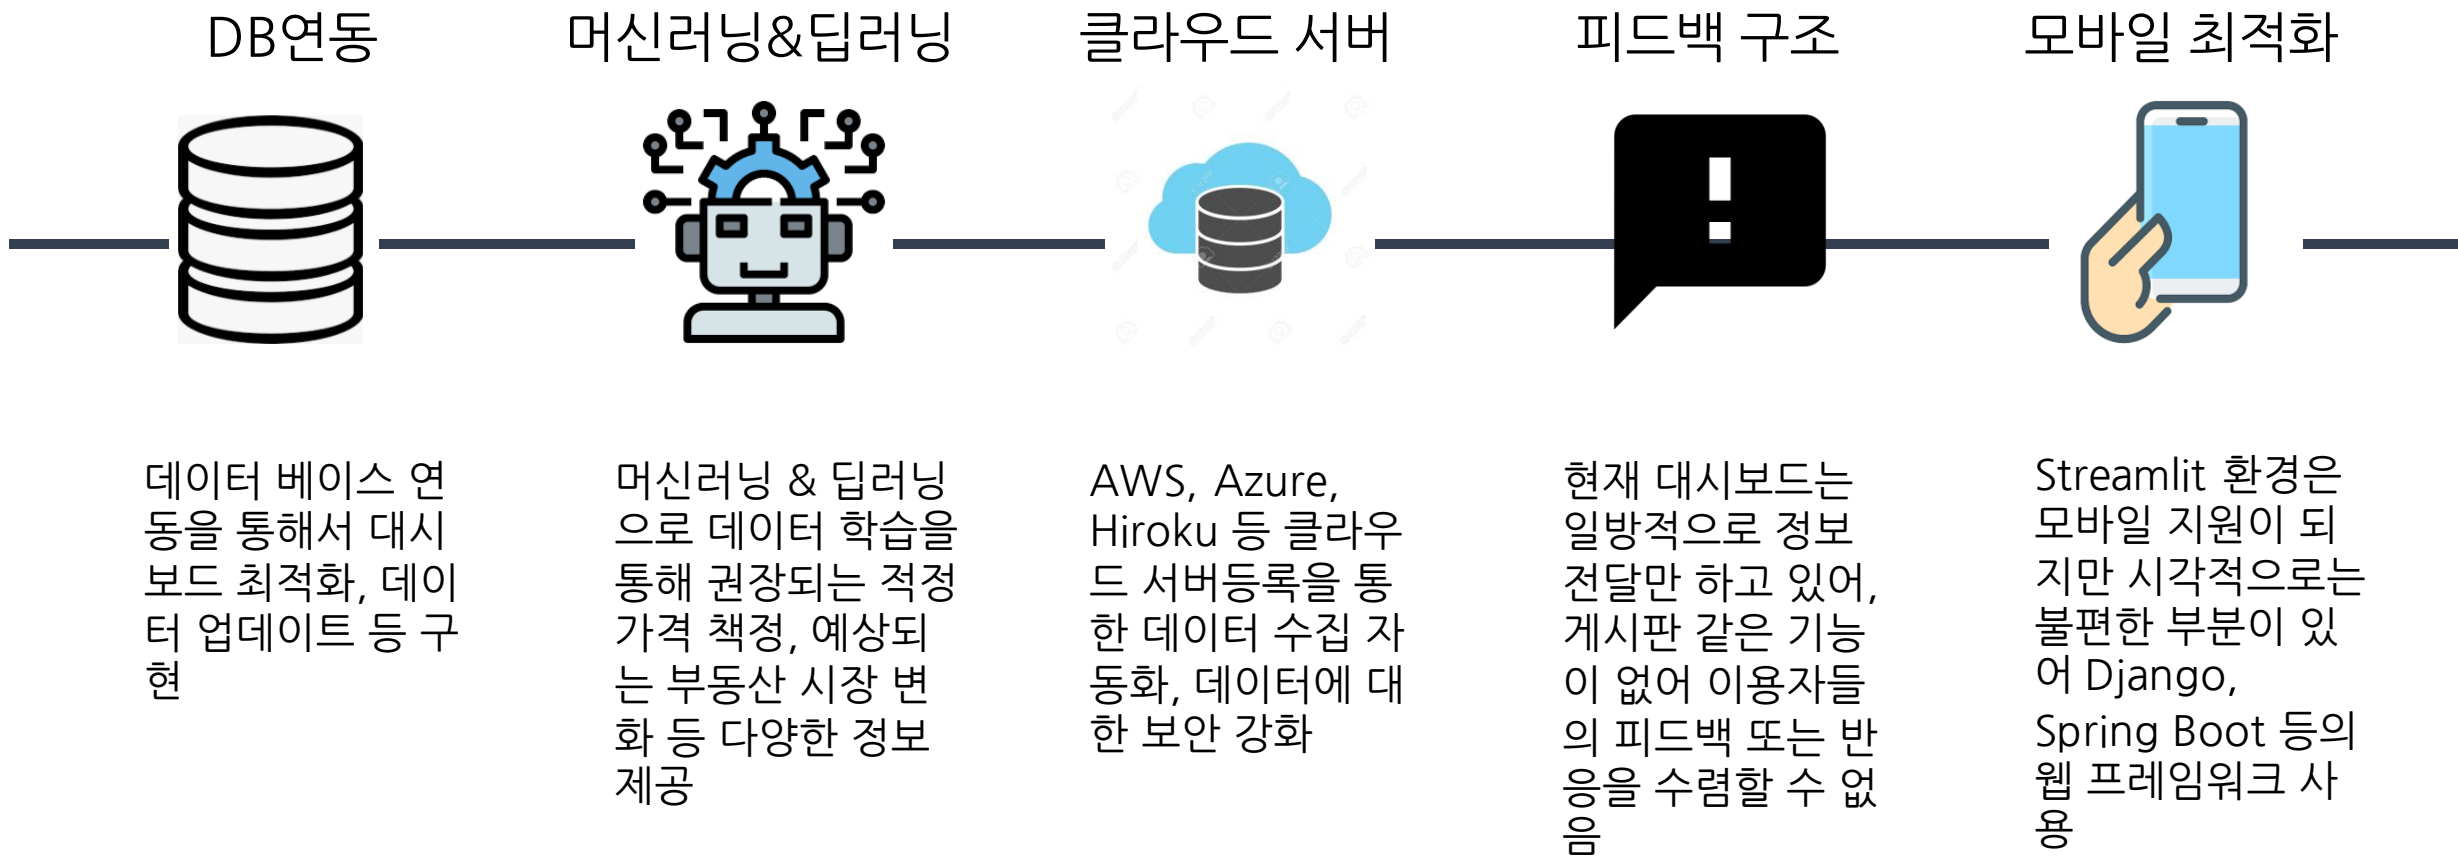 DB연동
머신러닝&딥러닝
클라우드 서버
피드백 구조
모바일 최적화
데이터 베이스 연
동을 통해서 대시
보드 최적화, 데이
터 업데이트 등 구
현
머신러닝 & 딥러닝
으로 데이터 학습을
통해 권장되는 적정
가격 책정, 예상되
는 부동산 시장 변
화 등 다양한 정보
제공
AWS, Azure,
Hiroku 등 클라우
드 서버등록을 통
한 데이터 수집 자
동화, 데이터에 대
한 보안 강화
현재 대시보드는
일방적으로 정보
전달만 하고 있어,
게시판 같은 기능
이 없어 이용자들
의 피드백 또는 반
응을 수렴할 수 없
음
Streamlit 환경은
모바일 지원이 되
지만 시각적으로는
불편한 부분이 있
어 Django,
Spring Boot 등의
웹 프레임워크 사
용